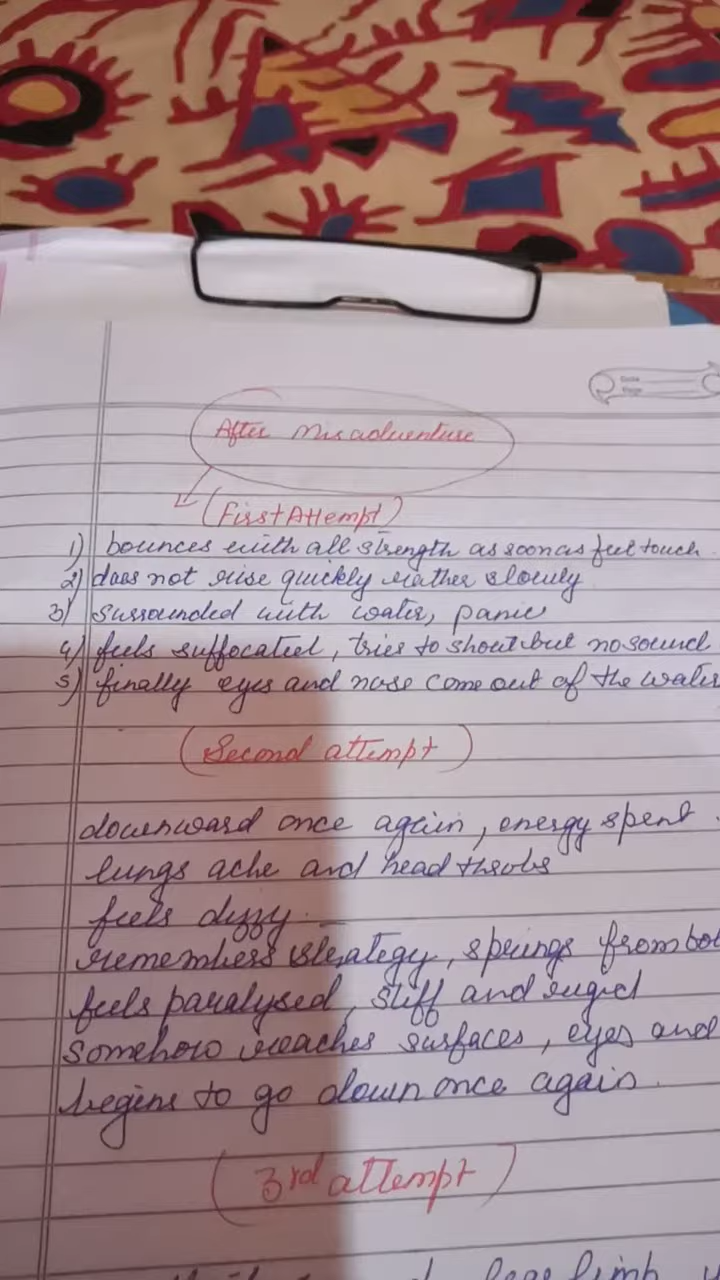 After Misadventure
(First Attempt)
1) bounces with all strength as soon as feet touch
2) does not rise quickly rather slowly
3) surrounded with water, panic
4) feels suffocated, tries to shout but no sound
5) finally eyes and nose come out of the water
(Second attempt)
downward once again, energy spent.
lungs ache and head throbs
feels dizzy.
remembers strategy, springs from bot
feels paralysed, stiff and rigid
somehow reaches surfaces, eyes and
begins to go down once again.
(3rd attempt)
limb